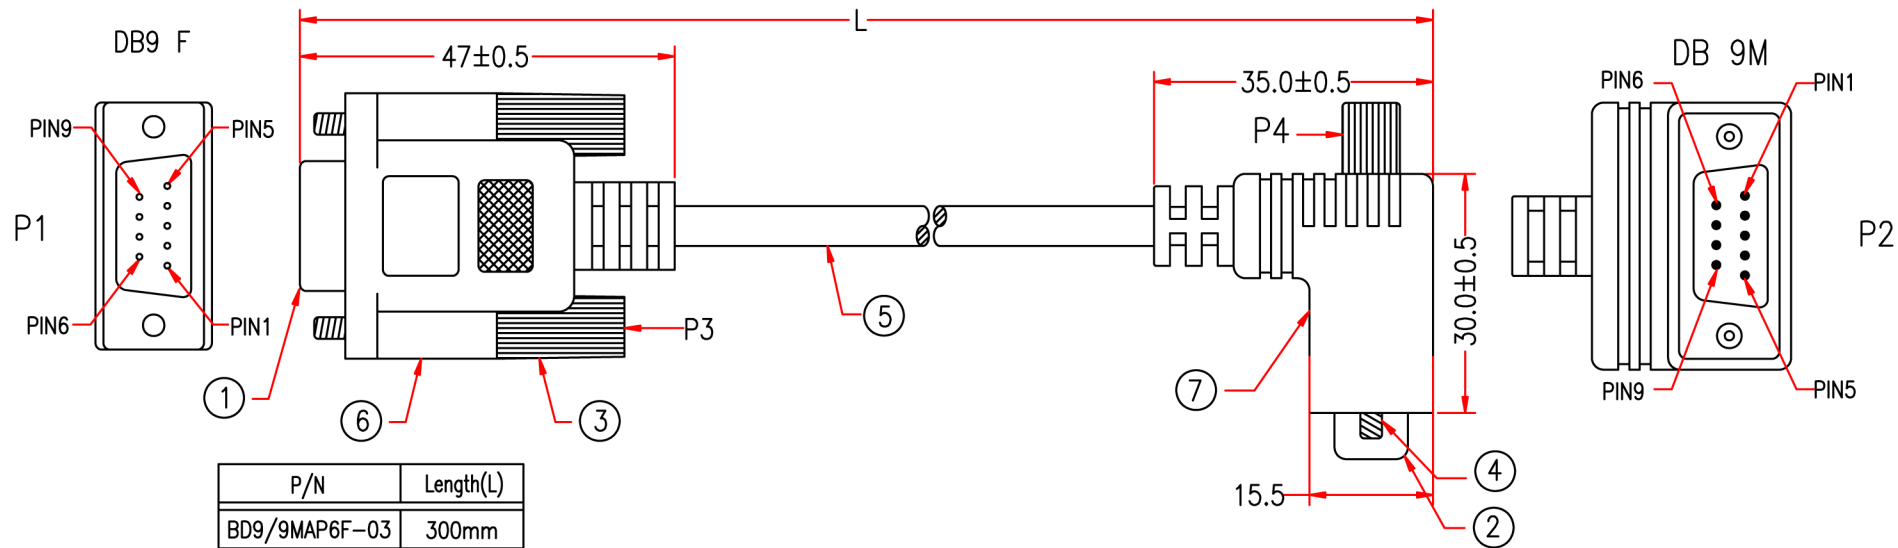 L
DB9 F
47±0.5
DB 9M
35.0±0.5
PIN6
PIN1
P4
PIN9
PIN5
P1
P2
30.0±0.5
5
PIN6
PIN1
P3
7
PIN9
PIN5
1
6
3
4
P/N Length(L)
15.5
BD9/9MAP6F-03 300mm
2